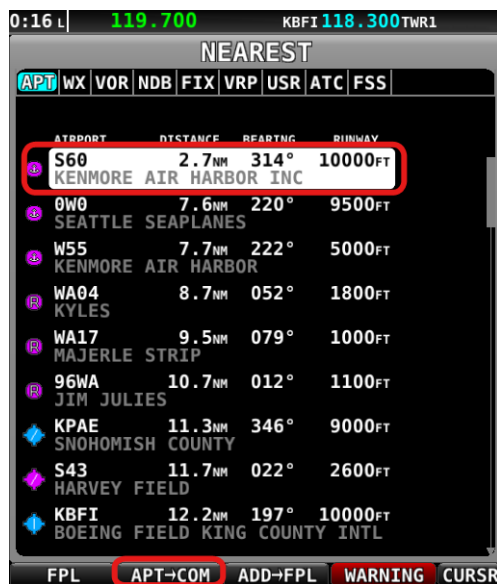 0:16 L 119.700 KBFI 118.300 TWR1
NEAREST
APT WX VOR NDB FIX VRP USR ATC FSS
AIRPORT DISTANCE BEARING RUNWAY
S60 2.7NM 314° 10000FT
KENMORE AIR HARBOR INC
0W0 7.6NM 220° 9500FT
SEATTLE SEAPLANES
W55 7.7NM 222° 5000FT
KENMORE AIR HARBOR
R WA04 8.7NM 052° 1800FT
KYLES
R WA17 9.5NM 079° 1000FT
MAJERLE STRIP
R 96WA 10.7NM 012° 1100FT
JIM JULIES
KPAE 11.3NM 346° 9000FT
SNOHOMISH COUNTY
S43 11.7NM 022° 2600FT
HARVEY FIELD
KBFI 12.2NM 197° 10000FT
BOEING FIELD KING COUNTY INTL
FPL APT→COM ADD→FPL WARNING CURSR